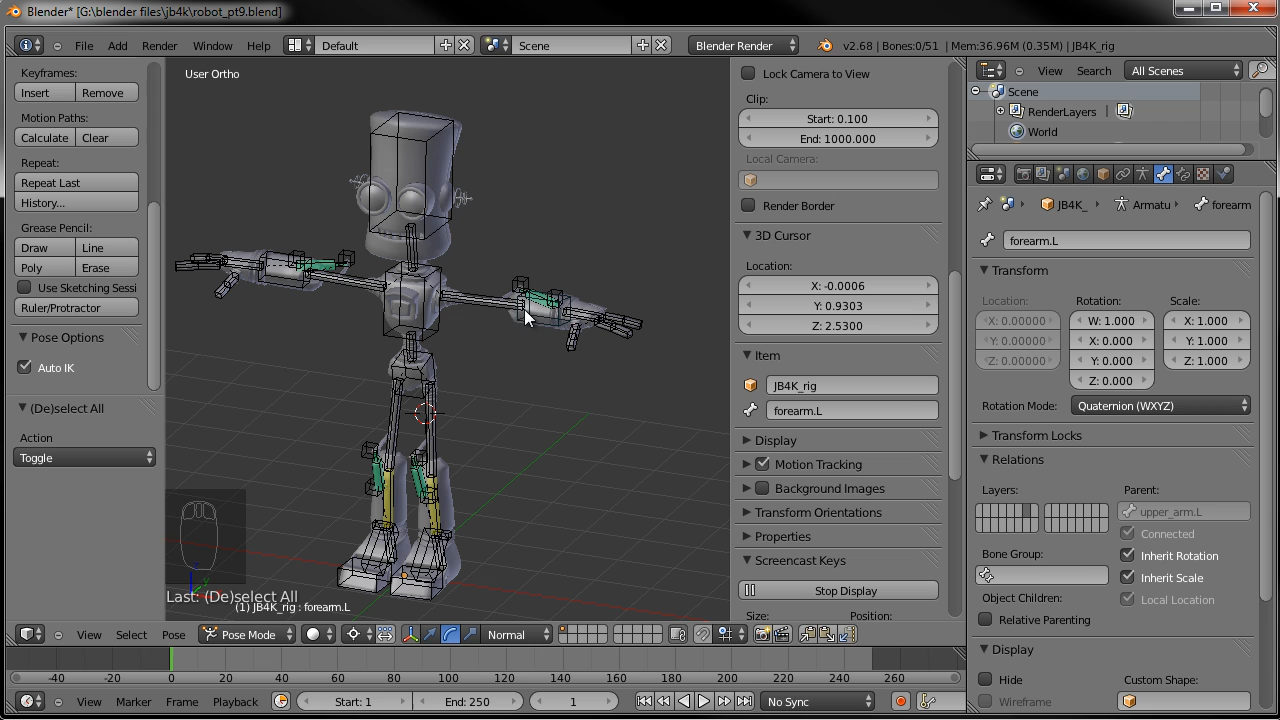 Blender* [G:\blender files\jb4k\robot_pt9.blend]
File Add Render Window Help Default Scene Blender Render v2.68 | Bones:0/51 | Mem:36.96M (0.35M) | JB4K_rig
Keyframes:
Insert Remove
Motion Paths:
Calculate Clear
Repeat:
Repeat Last
History...
Grease Pencil:
Draw Line
Poly Erase
Use Sketching Sessi
Ruler/Protractor
Pose Options
Auto IK
(De)select All
Action
Toggle
User Ortho
Last: (De)select All
(1) JB4K_rig : forearm.L
Lock Camera to View
Clip:
Start: 0.100
End: 1000.000
Local Camera:
Render Border
3D Cursor
Location:
X: -0.0006
Y: 0.9303
Z: 2.5300
Item
JB4K_rig
forearm.L
Display
Motion Tracking
Background Images
Transform Orientations
Properties
Screencast Keys
Stop Display
Size: Position:
View Search All Scenes
Scene
RenderLayers |
World
JB4K_ Armatu forearm
forearm.L
Transform
Location: Rotation: Scale:
X: 0.00000 W: 1.000 X: 1.000
Y: 0.00000 X: 0.000 Y: 1.000
Z: 0.00000 Y: 0.000 Z: 1.000
Z: 0.000
Rotation Mode: Quaternion (WXYZ)
Transform Locks
Relations
Layers: Parent:
upper_arm.L
Connected
Bone Group: Inherit Rotation
Inherit Scale
Object Children: Local Location
Relative Parenting
Display
Hide Custom Shape:
Wireframe
View Select Pose Pose Mode Normal
-40 -20 0 20 40 60 80 100 120 140 160 180 200 220 240 260
View Marker Frame Playback Start: 1 End: 250 1 No Sync